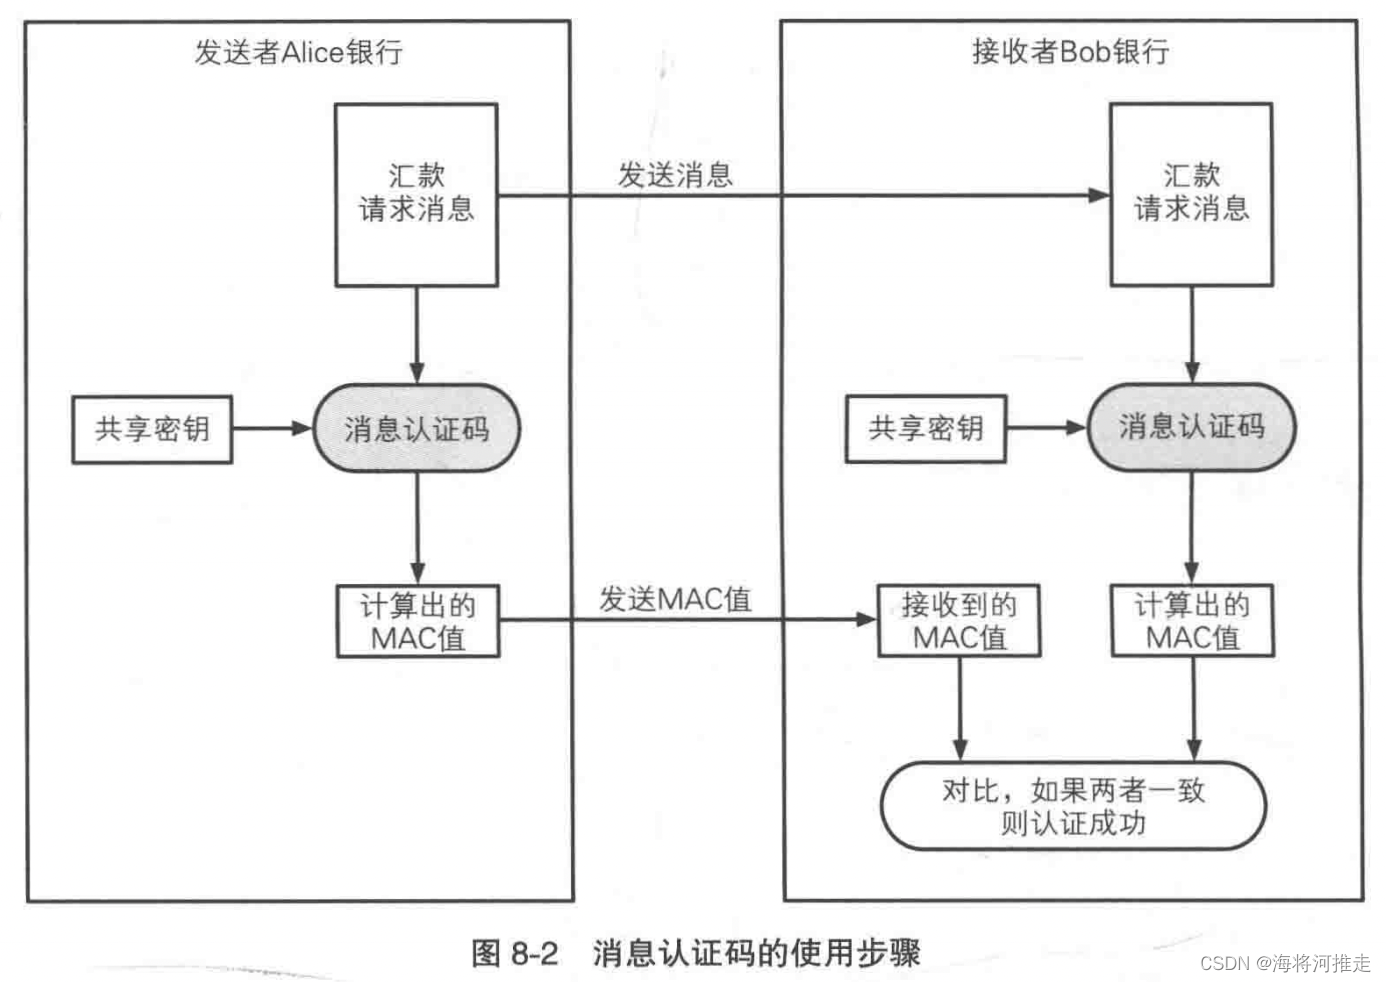 发送者Alice银行
接收者Bob银行
汇款
请求消息
发送消息
汇款
请求消息
共享密钥
消息认证码
共享密钥
消息认证码
计算出的
MAC值
发送MAC值
接收到的
MAC值
计算出的
MAC值
对比，如果两者一致
则认证成功
图 8-2 消息认证码的使用步骤
CSDN @海将河推走